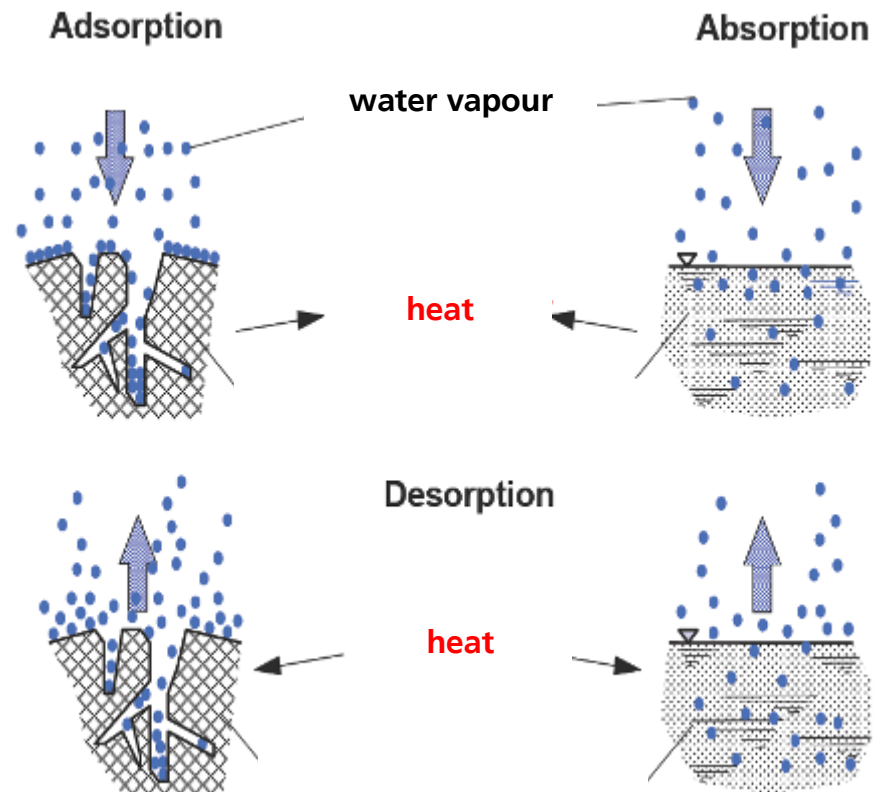 Adsorption
Absorption
water vapour
heat
Desorption
heat